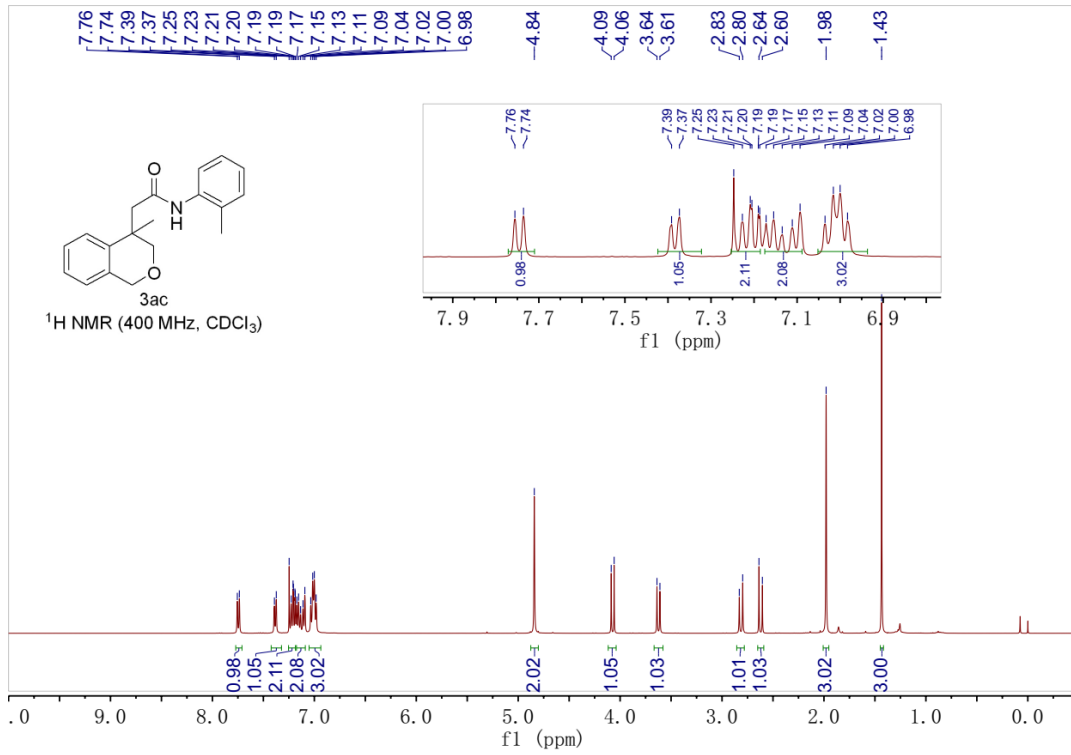 7.76 7.74 7.39 7.37 7.25 7.23 7.21 7.20 7.19 7.19 7.17 7.15 7.13 7.11 7.09 7.04 7.02 7.00 6.98 4.84 4.09 4.06 3.64 3.61 2.83 2.80 2.64 2.60 1.98 1.43
7.76 7.74 7.39 7.37 7.25 7.23 7.21 7.20 7.19 7.19 7.17 7.15 7.13 7.11 7.09 7.04 7.02 7.00 6.98
O
N
H
O
3ac
¹H NMR (400 MHz, CDCl₃)
0.98 1.05 2.11 2.08 3.02
7.9 7.7 7.5 7.3 7.1 6.9
f1 (ppm)
0.98 1.05 2.11 2.08 3.02 2.02 1.05 1.03 1.01 1.03 3.02 3.00
.0 9.0 8.0 7.0 6.0 5.0 4.0 3.0 2.0 1.0 0.0
f1 (ppm)